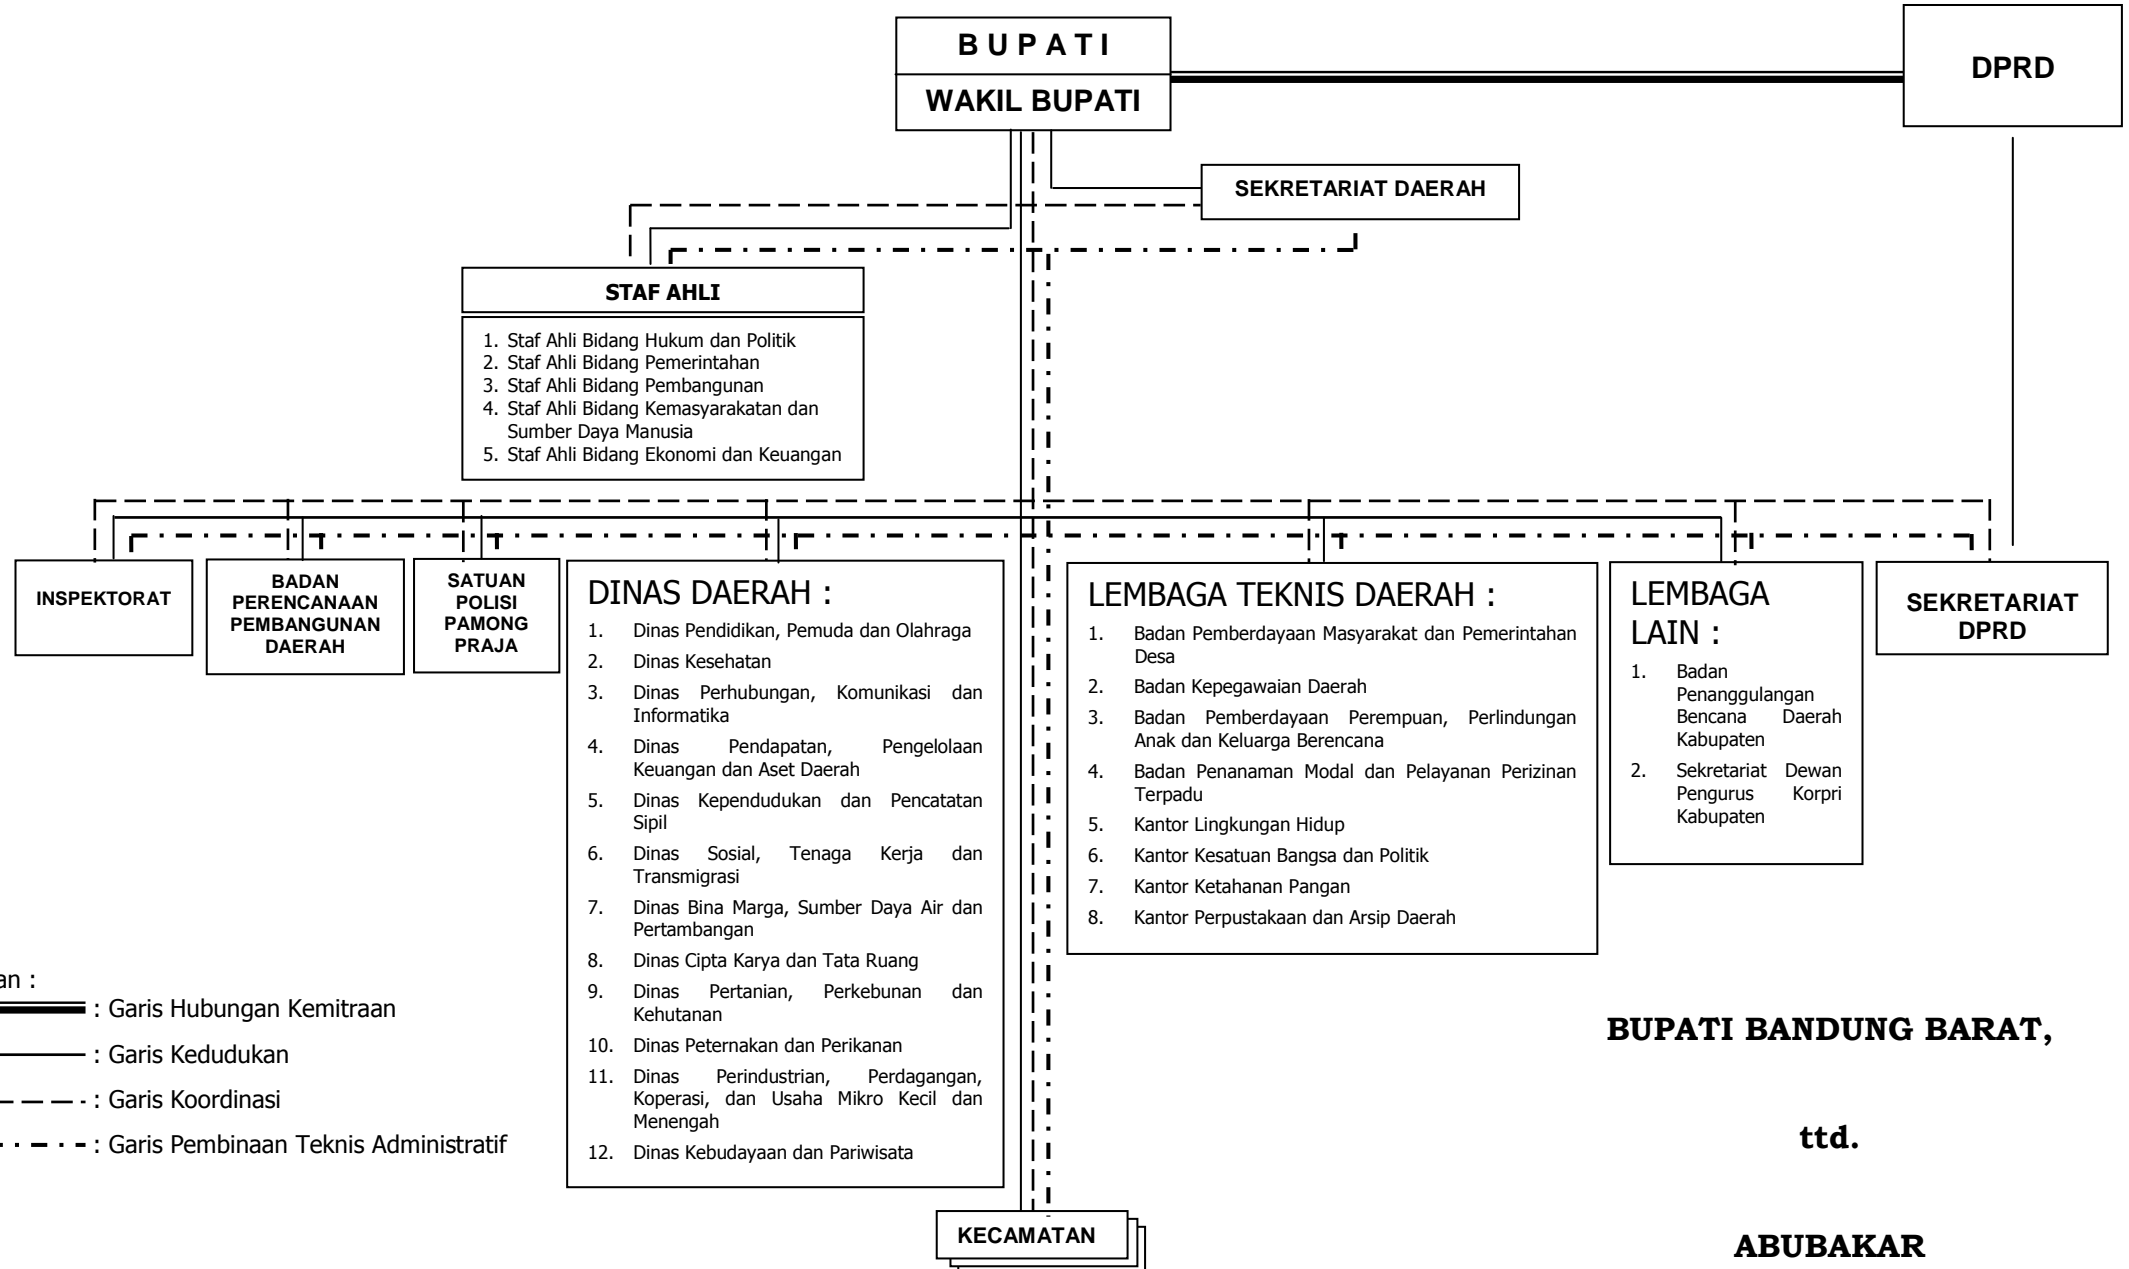 B U P A T I
WAKIL BUPATI
DPRD
SEKRETARIAT DAERAH
STAF AHLI
1. Staf Ahli Bidang Hukum dan Politik
2. Staf Ahli Bidang Pemerintahan
3. Staf Ahli Bidang Pembangunan
4. Staf Ahli Bidang Kemasyarakatan dan
Sumber Daya Manusia
5. Staf Ahli Bidang Ekonomi dan Keuangan
INSPEKTORAT
BADAN
PERENCANAAN
PEMBANGUNAN
DAERAH
SATUAN
POLISI
PAMONG
PRAJA
DINAS DAERAH :
1. Dinas Pendidikan, Pemuda dan Olahraga
2. Dinas Kesehatan
3. Dinas Perhubungan, Komunikasi dan
Informatika
4. Dinas Pendapatan, Pengelolaan
Keuangan dan Aset Daerah
5. Dinas Kependudukan dan Pencatatan
Sipil
6. Dinas Sosial, Tenaga Kerja dan
Transmigrasi
7. Dinas Bina Marga, Sumber Daya Air dan
Pertambangan
8. Dinas Cipta Karya dan Tata Ruang
9. Dinas Pertanian, Perkebunan dan
Kehutanan
10. Dinas Peternakan dan Perikanan
11. Dinas Perindustrian, Perdagangan,
Koperasi, dan Usaha Mikro Kecil dan
Menengah
12. Dinas Kebudayaan dan Pariwisata
LEMBAGA TEKNIS DAERAH :
1. Badan Pemberdayaan Masyarakat dan Pemerintahan
Desa
2. Badan Kepegawaian Daerah
3. Badan Pemberdayaan Perempuan, Perlindungan
Anak dan Keluarga Berencana
4. Badan Penanaman Modal dan Pelayanan Perizinan
Terpadu
5. Kantor Lingkungan Hidup
6. Kantor Kesatuan Bangsa dan Politik
7. Kantor Ketahanan Pangan
8. Kantor Perpustakaan dan Arsip Daerah
LEMBAGA
LAIN :
1. Badan
Penanggulangan
Bencana Daerah
Kabupaten
2. Sekretariat Dewan
Pengurus Korpri
Kabupaten
SEKRETARIAT
DPRD
an :
: Garis Hubungan Kemitraan
: Garis Kedudukan
: Garis Koordinasi
: Garis Pembinaan Teknis Administratif
KECAMATAN
BUPATI BANDUNG BARAT,
ttd.
ABUBAKAR